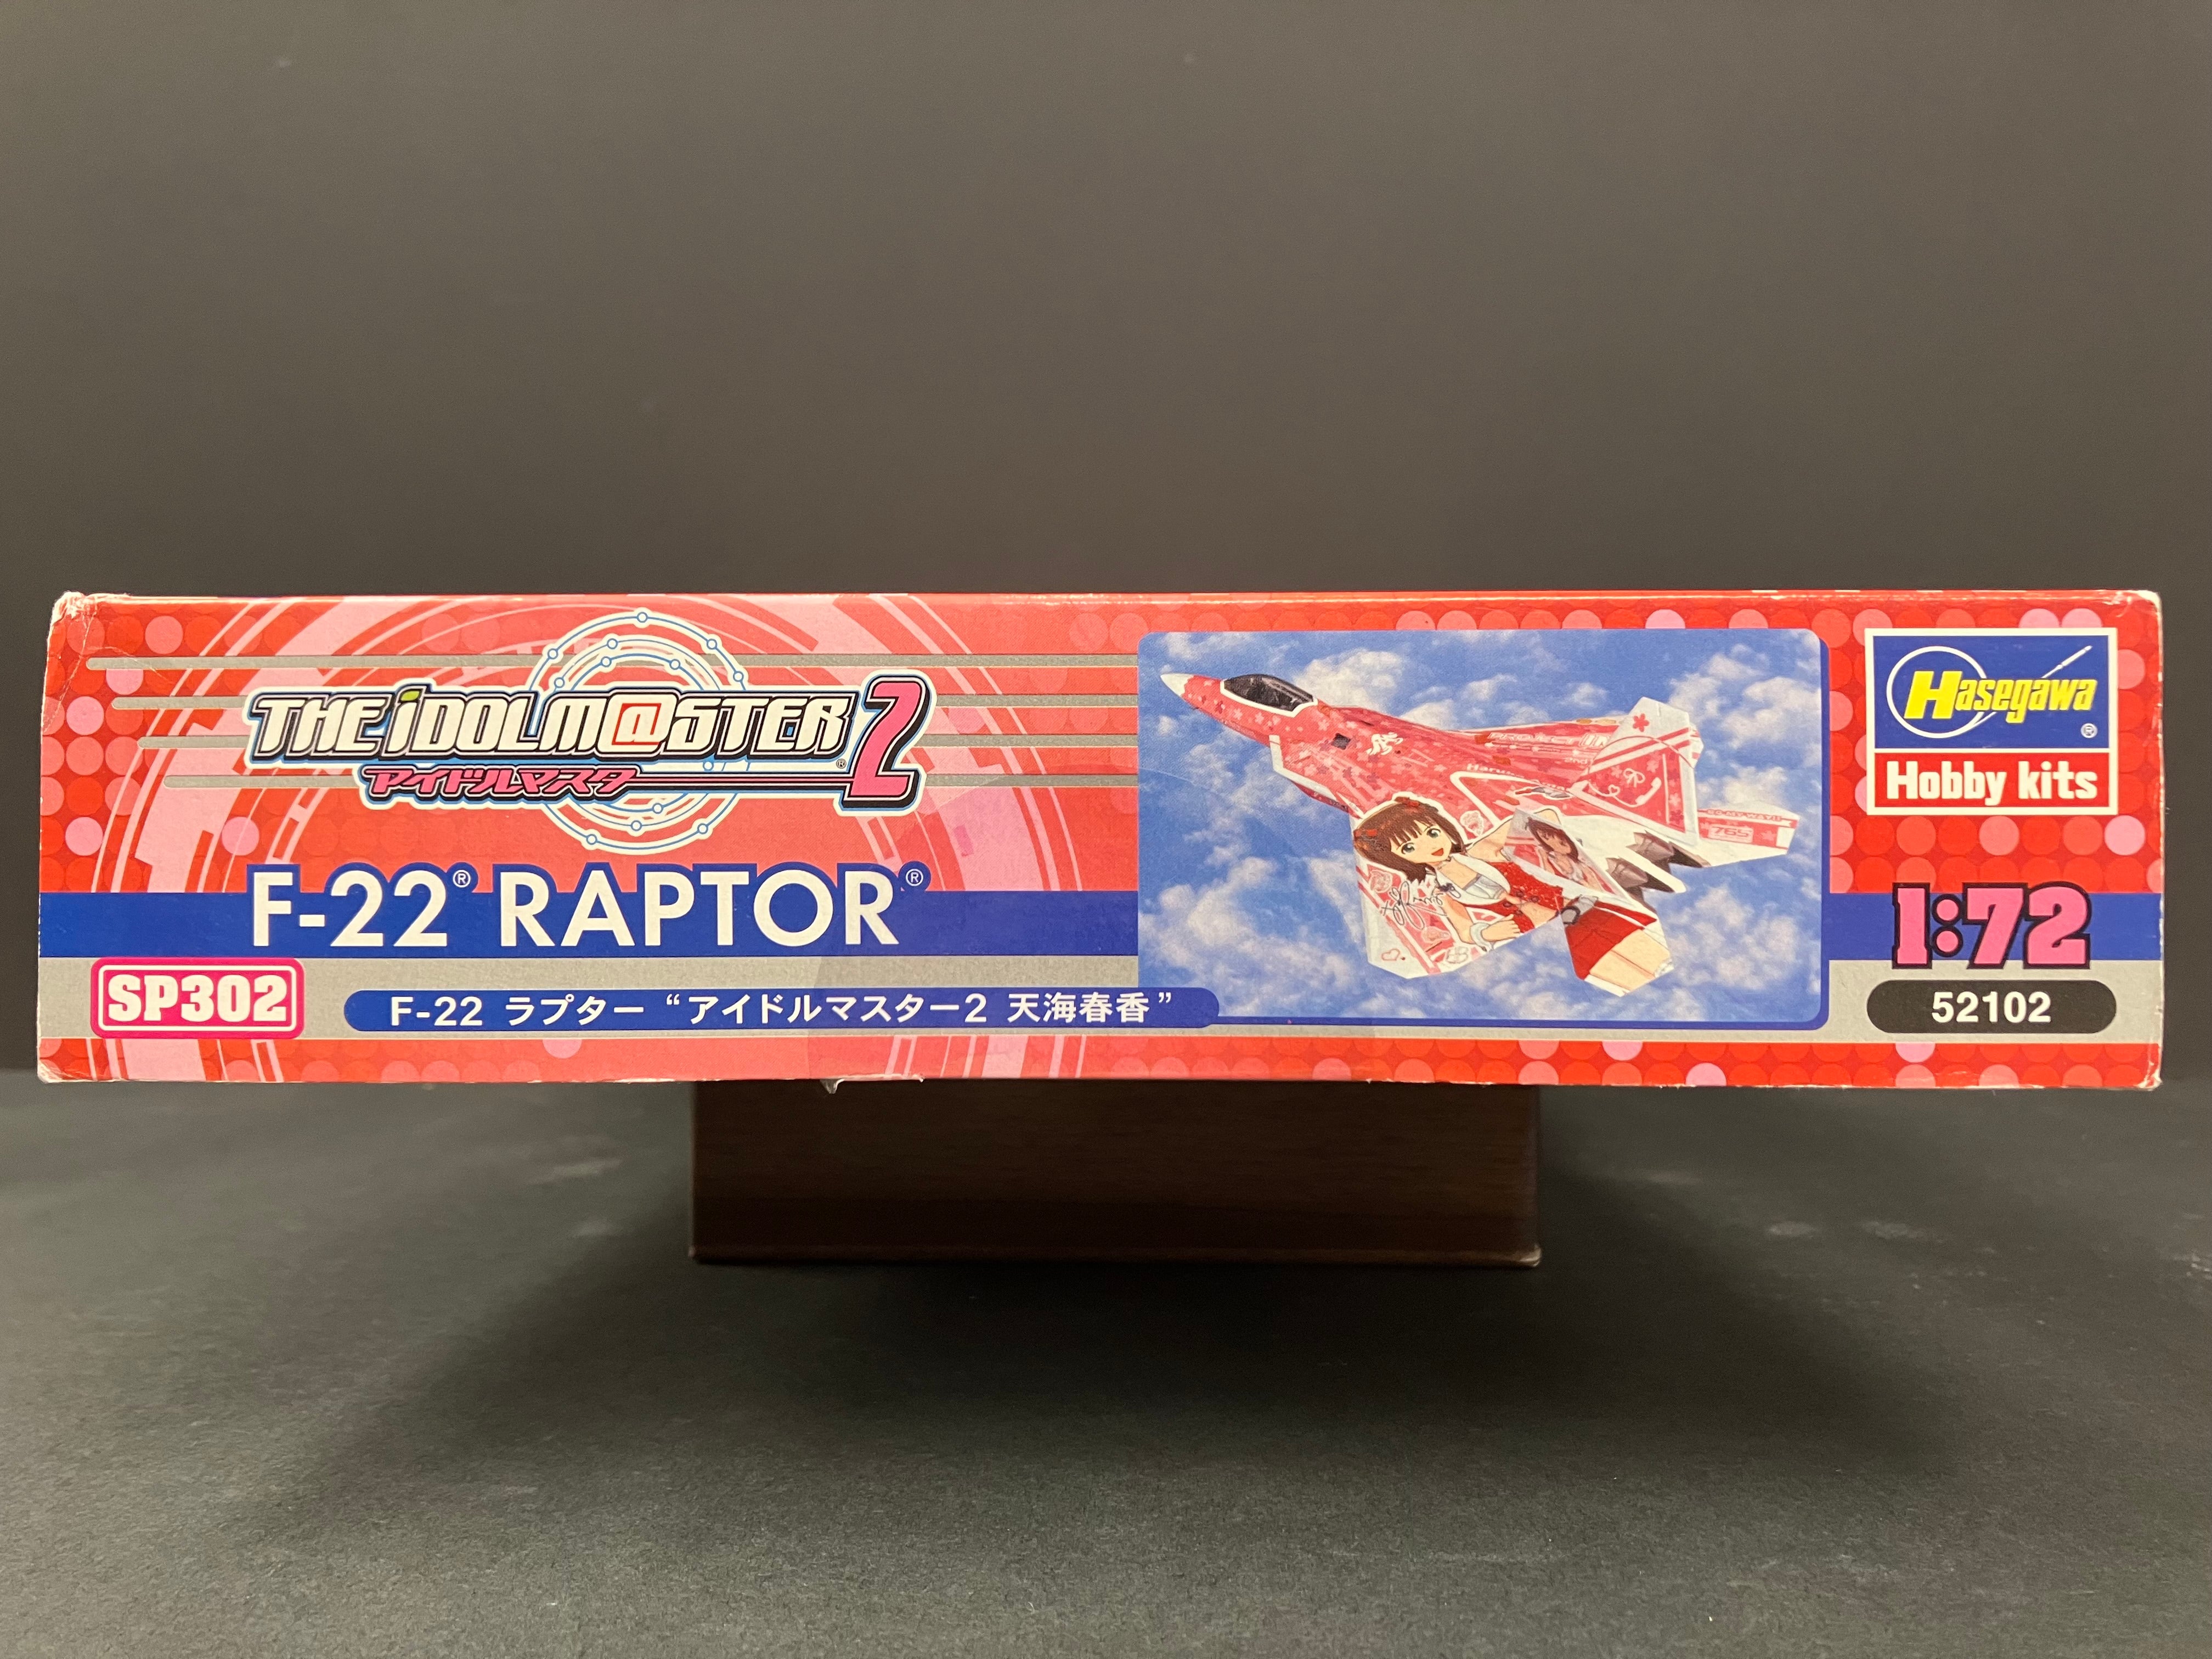 THE iDOLM@STER 2
アイドルマスター
F-22® RAPTOR®
SP302
F-22 ラプター “アイドルマスター2 天海春香”
765
Hasegawa®
Hobby kits
1:72
52102